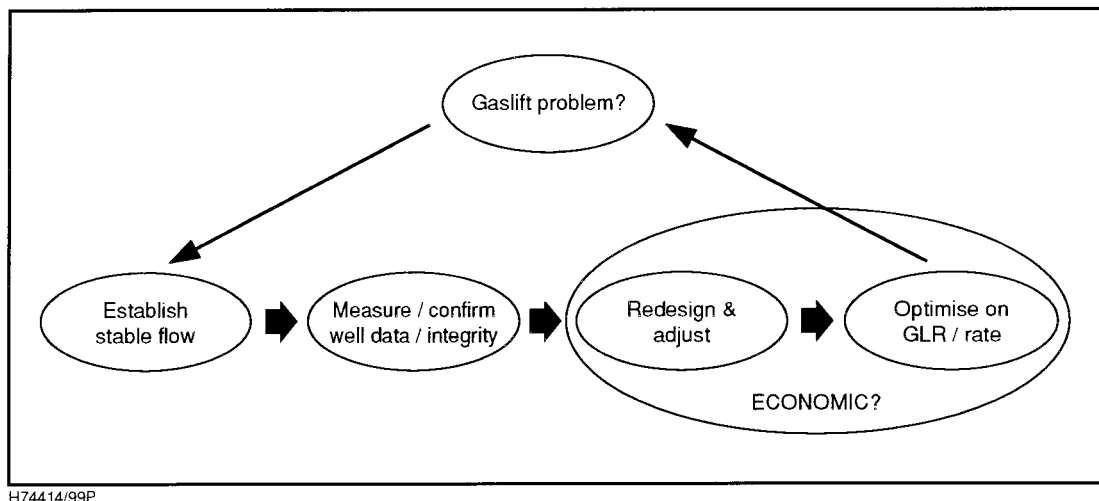 Gaslift problem?
Establish
stable flow
Measure / confirm
well data / integrity
Redesign &
adjust
Optimise on
GLR / rate
ECONOMIC?
H74414/99P